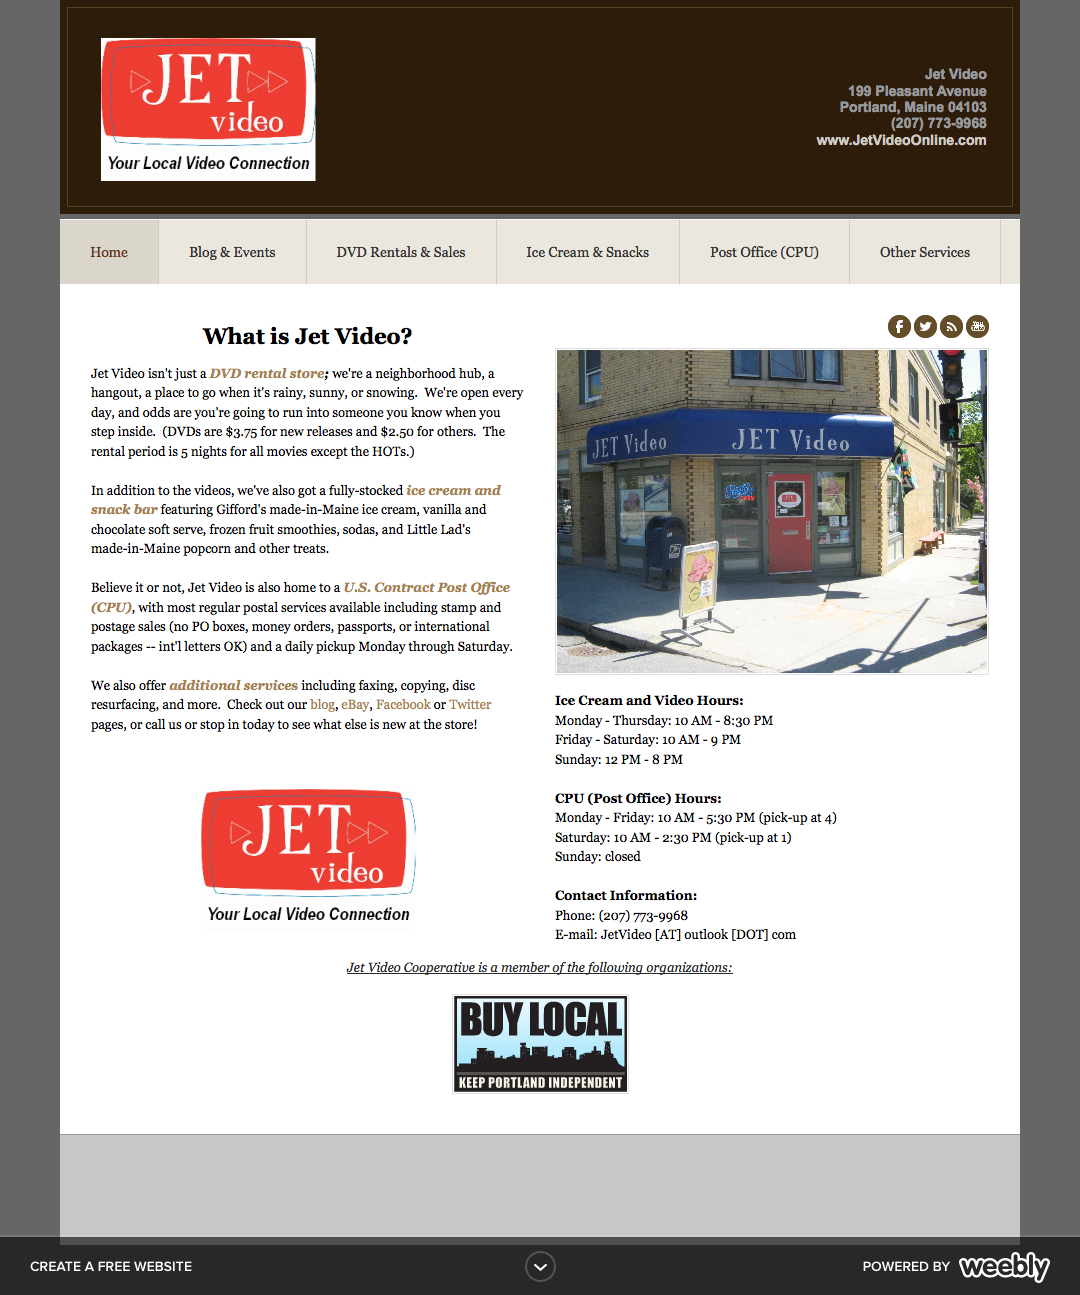 JET
video
Your Local Video Connection
Jet Video
199 Pleasant Avenue
Portland, Maine 04103
(207) 773-9968
www.JetVideoOnline.com
Home
Blog & Events
DVD Rentals & Sales
Ice Cream & Snacks
Post Office (CPU)
Other Services
What is Jet Video?
Jet Video isn't just a DVD rental store; we're a neighborhood hub, a
hangout, a place to go when it's rainy, sunny, or snowing.  We're open every
day, and odds are you're going to run into someone you know when you
step inside.  (DVDs are $3.75 for new releases and $2.50 for others.  The
rental period is 5 nights for all movies except the HOTs.)
In addition to the videos, we've also got a fully-stocked ice cream and
snack bar featuring Gifford's made-in-Maine ice cream, vanilla and
chocolate soft serve, frozen fruit smoothies, sodas, and Little Lad's
made-in-Maine popcorn and other treats.
Believe it or not, Jet Video is also home to a U.S. Contract Post Office
(CPU), with most regular postal services available including stamp and
postage sales (no PO boxes, money orders, passports, or international
packages -- int'l letters OK) and a daily pickup Monday through Saturday.
We also offer additional services including faxing, copying, disc
resurfacing, and more.  Check out our blog, eBay, Facebook or Twitter
pages, or call us or stop in today to see what else is new at the store!
JET
video
Your Local Video Connection
JET Video
JET Video
Ice Cream and Video Hours:
Monday - Thursday: 10 AM - 8:30 PM
Friday - Saturday: 10 AM - 9 PM
Sunday: 12 PM - 8 PM
CPU (Post Office) Hours:
Monday - Friday: 10 AM - 5:30 PM (pick-up at 4)
Saturday: 10 AM - 2:30 PM (pick-up at 1)
Sunday: closed
Contact Information:
Phone: (207) 773-9968
E-mail: JetVideo [AT] outlook [DOT] com
Jet Video Cooperative is a member of the following organizations:
BUY LOCAL
KEEP PORTLAND INDEPENDENT
CREATE A FREE WEBSITE
POWERED BY weebly